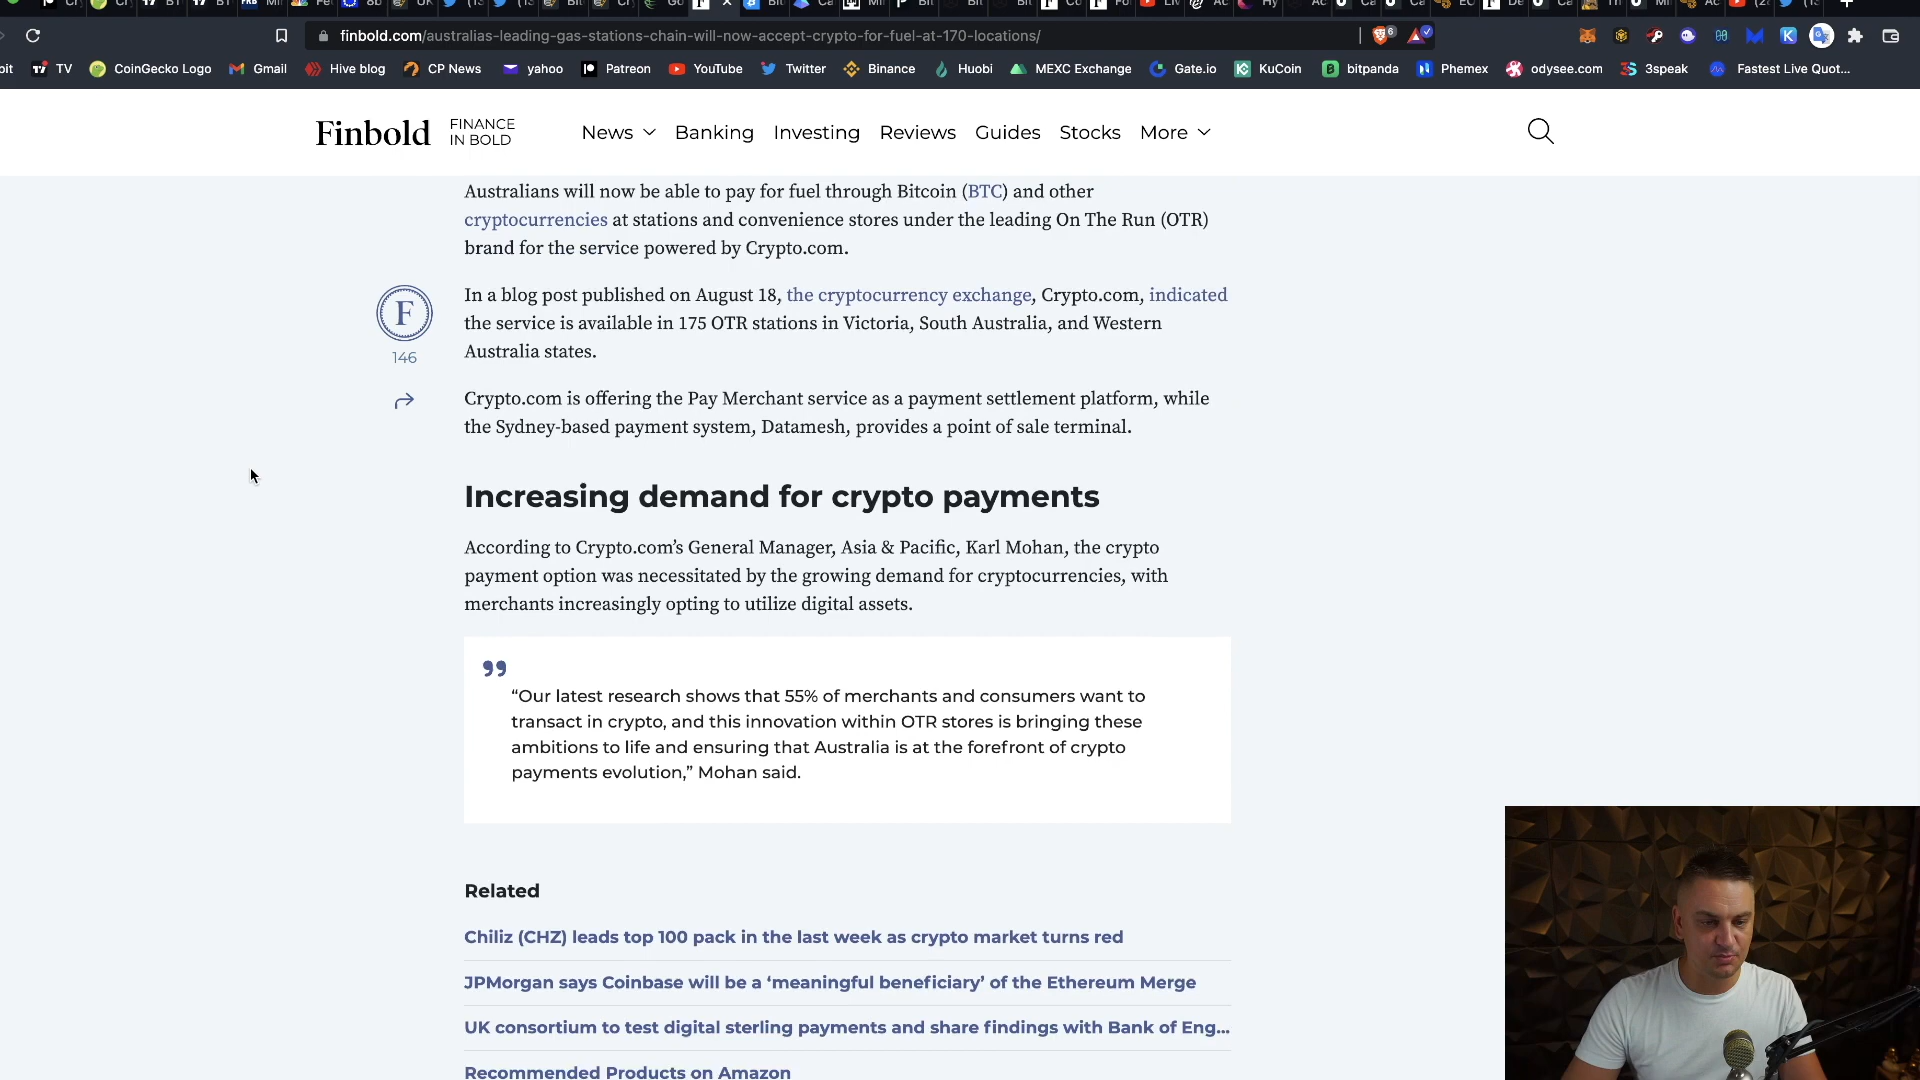 finbold.com/australias-leading-gas-stations-chain-will-now-accept-crypto-for-fuel-at-170-locations/
TV CoinGecko Logo Gmail Hive blog CP News yahoo Patreon YouTube Twitter Binance Huobi MEXC Exchange Gate.io KuCoin bitpanda Phemex odysee.com 3speak Fastest Live Quot...
Finbold FINANCE
IN BOLD
News Banking Investing Reviews Guides Stocks More
Australians will now be able to pay for fuel through Bitcoin (BTC) and other
cryptocurrencies at stations and convenience stores under the leading On The Run (OTR)
brand for the service powered by Crypto.com.
F
146
In a blog post published on August 18, the cryptocurrency exchange, Crypto.com, indicated
the service is available in 175 OTR stations in Victoria, South Australia, and Western
Australia states.
Crypto.com is offering the Pay Merchant service as a payment settlement platform, while
the Sydney-based payment system, Datamesh, provides a point of sale terminal.
Increasing demand for crypto payments
According to Crypto.com’s General Manager, Asia & Pacific, Karl Mohan, the crypto
payment option was necessitated by the growing demand for cryptocurrencies, with
merchants increasingly opting to utilize digital assets.
“Our latest research shows that 55% of merchants and consumers want to
transact in crypto, and this innovation within OTR stores is bringing these
ambitions to life and ensuring that Australia is at the forefront of crypto
payments evolution,” Mohan said.
Related
Chiliz (CHZ) leads top 100 pack in the last week as crypto market turns red
JPMorgan says Coinbase will be a ‘meaningful beneficiary’ of the Ethereum Merge
UK consortium to test digital sterling payments and share findings with Bank of Eng...
Recommended Products on Amazon